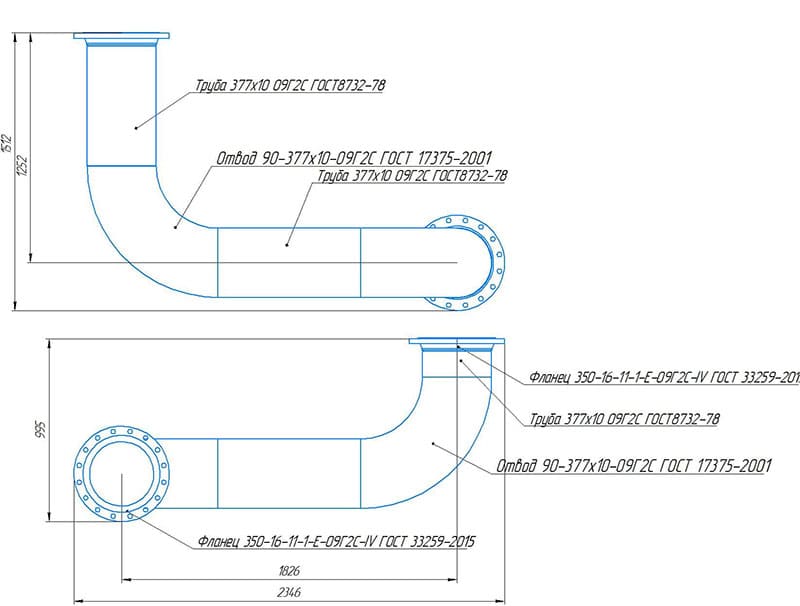 Труба 377х10 09Г2С ГОСТ8732-78
Отвод 90-377х10-09Г2С ГОСТ 17375-2001
Труба 377х10 09Г2С ГОСТ8732-78
1512
1252
Фланец 350-16-11-1-Е-09Г2С-IV ГОСТ 33259-201
Труба 377х10 09Г2С ГОСТ8732-78
995
Отвод 90-377х10-09Г2С ГОСТ 17375-2001
Фланец 350-16-11-1-Е-09Г2С-IV ГОСТ 33259-2015
1826
2346